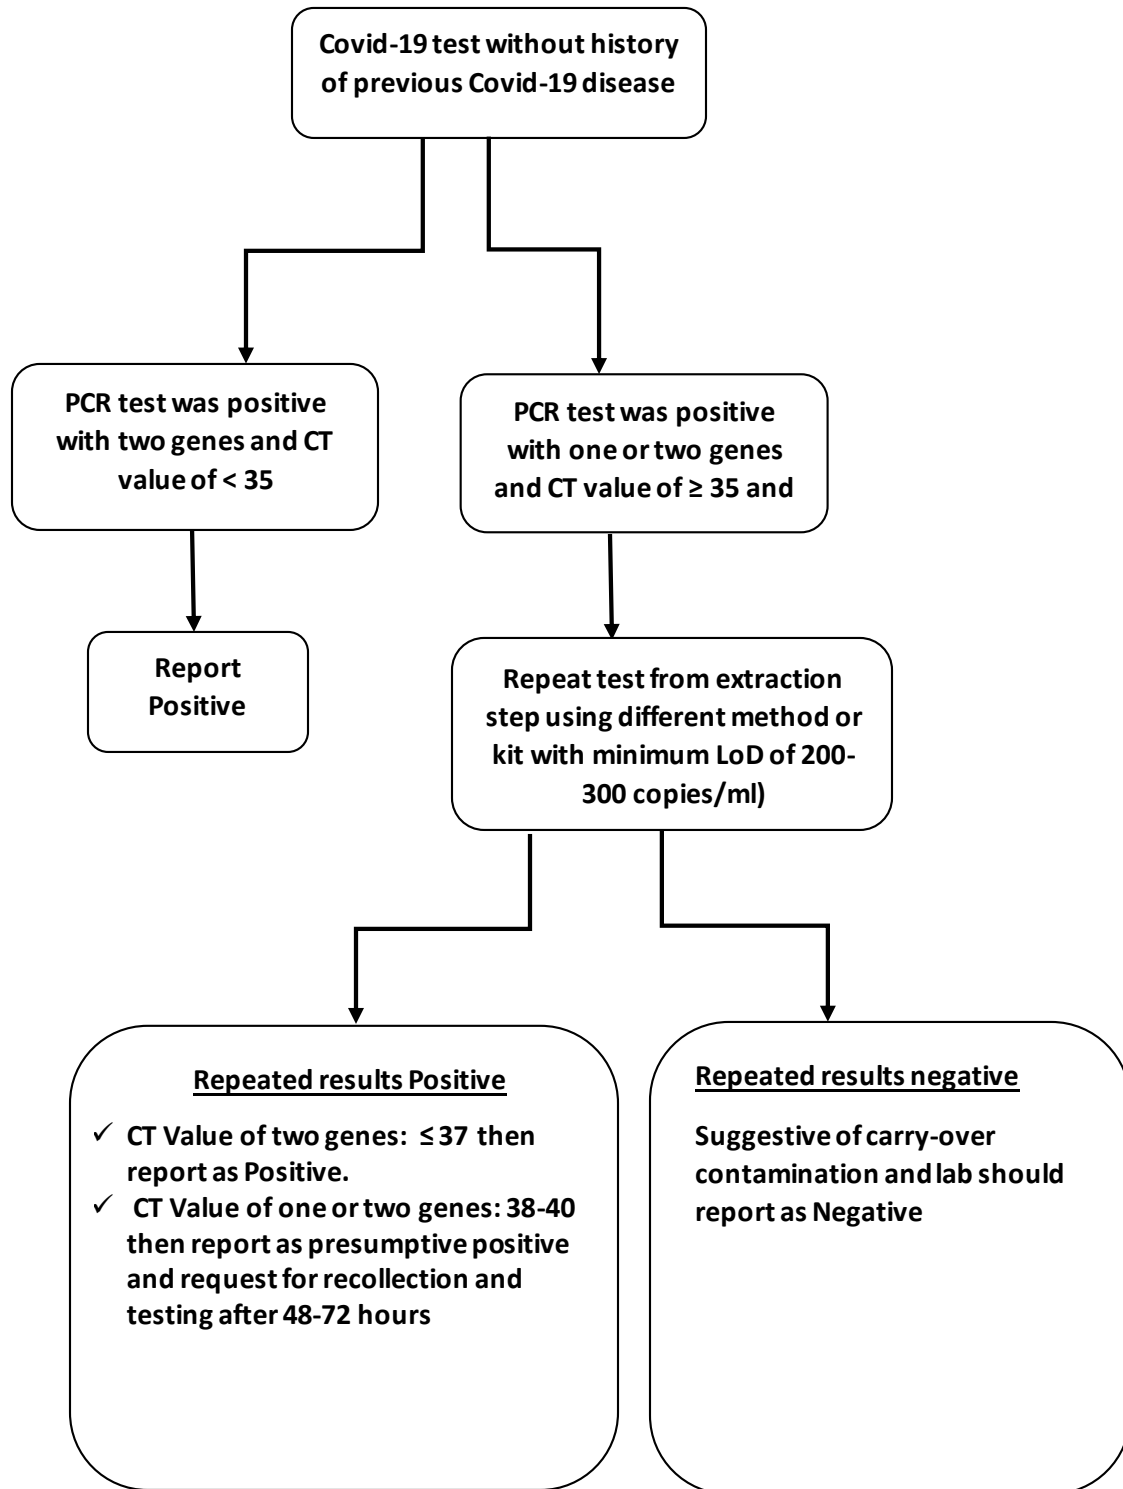 Covid-19 test without history
of previous Covid-19 disease
PCR test was positive
with two genes and CT
value of < 35
PCR test was positive
with one or two genes
and CT value of ≥ 35 and
Report
Positive
Repeat test from extraction
step using different method or
kit with minimum LoD of 200-
300 copies/ml)
Repeated results Positive
✓ CT Value of two genes: ≤ 37 then
report as Positive.
✓ CT Value of one or two genes: 38-40
then report as presumptive positive
and request for recollection and
testing after 48-72 hours
Repeated results negative
Suggestive of carry-over
contamination and lab should
report as Negative